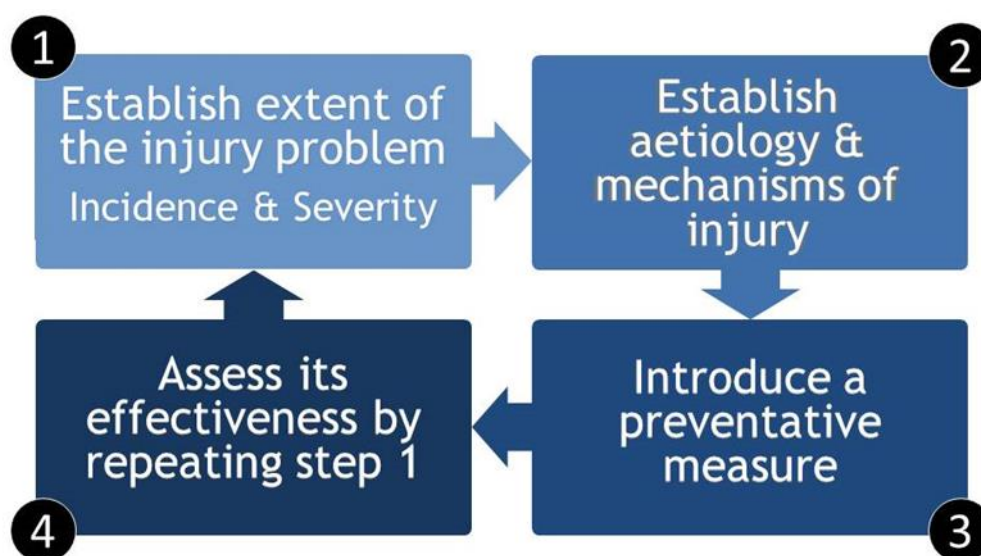 1
Establish extent of
the injury problem
Incidence & Severity
2
Establish
aetiology &
mechanisms of
injury
3
Introduce a
preventative
measure
4
Assess its
effectiveness by
repeating step 1